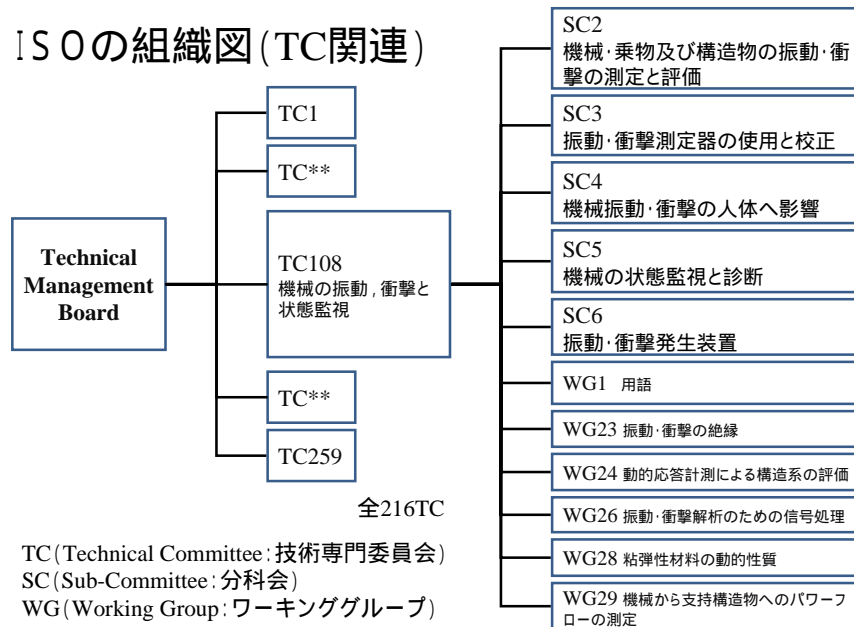 ISOの組織図(TC関連)
TC1
TC**
Technical
Management
Board
TC108
機械の振動,衝撃と
状態監視
TC**
TC259
全216TC
TC(Technical Committee:技術専門委員会)
SC(Sub-Committee:分科会)
WG(Working Group:ワーキンググループ)
SC2
機械・乗物及び構造物の振動・衝
撃の測定と評価
SC3
振動・衝撃測定器の使用と校正
SC4
機械振動・衝撃の人体へ影響
SC5
機械の状態監視と診断
SC6
振動・衝撃発生装置
WG1 用語
WG23 振動・衝撃の絶縁
WG24 動的応答計測による構造系の評価
WG26 振動・衝撃解析のための信号処理
WG28 粘弾性材料の動的性質
WG29 機械から支持構造物へのパワーフ
ローの測定